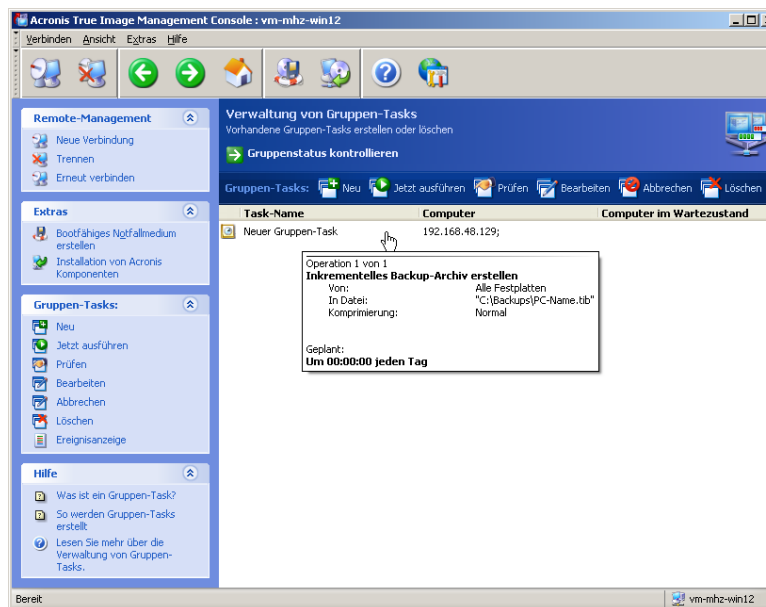 Acronis True Image Management Console : vm-mhz-win12
Verbinden Ansicht Extras Hilfe
Remote-Management
Neue Verbindung
Trennen
Erneut verbinden
Extras
Bootfähiges Notfallmedium
erstellen
Installation von Acronis
Komponenten
Gruppen-Tasks:
Neu
Jetzt ausführen
Prüfen
Bearbeiten
Abbrechen
Löschen
Ereignisanzeige
Hilfe
Was ist ein Gruppen-Task?
So werden Gruppen-Tasks
erstellt
Lesen Sie mehr über die
Verwaltung von Gruppen-
Tasks.
Verwaltung von Gruppen-Tasks
Vorhandene Gruppen-Tasks erstellen oder löschen
Gruppenstatus kontrollieren
Gruppen-Tasks: Neu Jetzt ausführen Prüfen Bearbeiten Abbrechen Löschen
Task-Name Computer Computer im Wartezustand
Neuer Gruppen-Task 192.168.48.129;
Operation 1 von 1
Inkrementelles Backup-Archiv erstellen
Von: Alle Festplatten
In Datei: "C:\Backups\PC-Name.tib"
Komprimierung: Normal
Geplant:
Um 00:00:00 jeden Tag
Bereit vm-mhz-win12